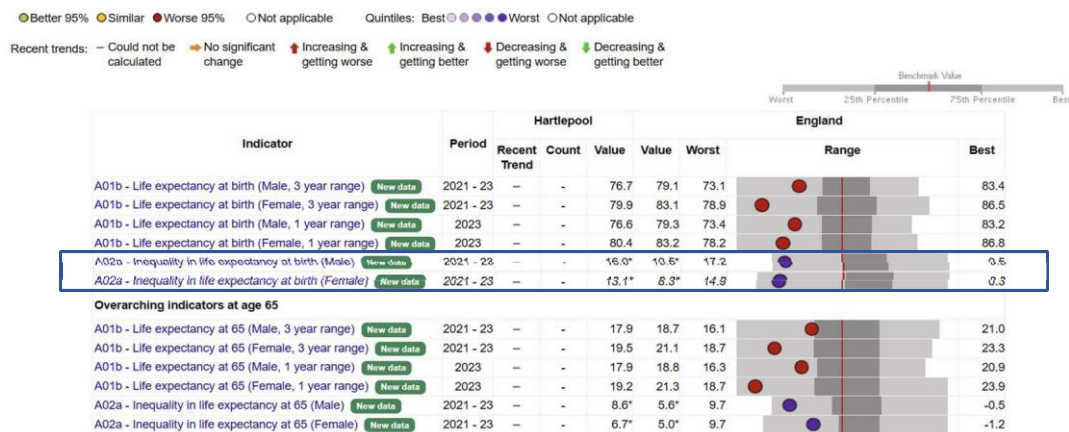 Better 95% Similar Worse 95% Not applicable Quintiles: Best Worst Not applicable
Recent trends: – Could not be calculated No significant change Increasing & getting worse Increasing & getting better Decreasing & getting worse Decreasing & getting better
Benchmark Value
Worst 25th Percentile 75th Percentile Best
Hartlepool England
Indicator Period Recent Trend Count Value Value Worst Range Best
A01b - Life expectancy at birth (Male, 3 year range) New data 2021 - 23 – - 76.7 79.1 73.1 83.4
A01b - Life expectancy at birth (Female, 3 year range) New data 2021 - 23 – - 79.9 83.1 78.9 86.5
A01b - Life expectancy at birth (Male, 1 year range) New data 2023 – - 76.6 79.3 73.4 83.2
A01b - Life expectancy at birth (Female, 1 year range) New data 2023 – - 80.4 83.2 78.2 86.8
A02a - Inequality in life expectancy at birth (Male) New data 2021 - 23 – - 17.2
A02a - Inequality in life expectancy at birth (Female) New data 2021 - 23 – - 13.1* 8.3* 14.9 0.3
Overarching indicators at age 65
A01b - Life expectancy at 65 (Male, 3 year range) New data 2021 - 23 – - 17.9 18.7 16.1 21.0
A01b - Life expectancy at 65 (Female, 3 year range) New data 2021 - 23 – - 19.5 21.1 18.7 23.3
A01b - Life expectancy at 65 (Male, 1 year range) New data 2023 – - 17.9 18.8 16.3 20.9
A01b - Life expectancy at 65 (Female, 1 year range) New data 2023 – - 19.2 21.3 18.7 23.9
A02a - Inequality in life expectancy at 65 (Male) New data 2021 - 23 – - 8.6* 5.6* 9.7 -0.5
A02a - Inequality in life expectancy at 65 (Female) New data 2021 - 23 – - 6.7* 5.0* 9.7 -1.2